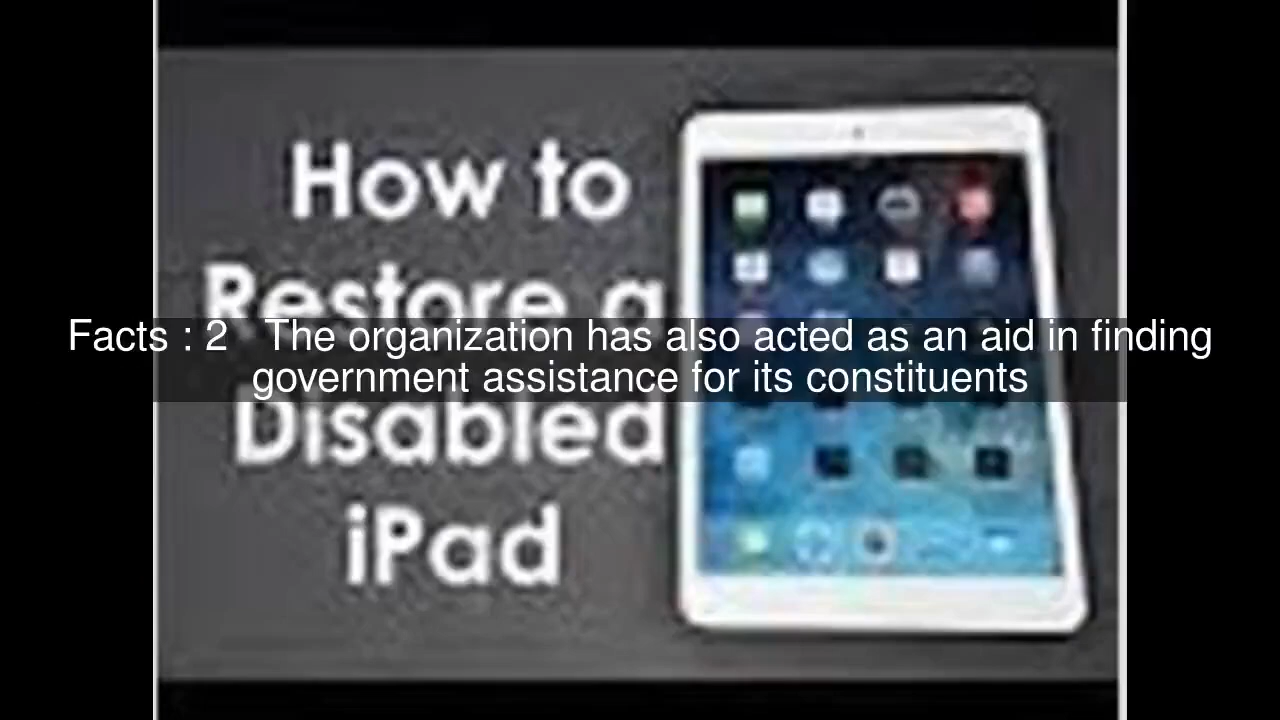 How to
Restore a
Facts : 2 The organization has also acted as an aid in finding
government assistance for its constituents
Disabled
iPad